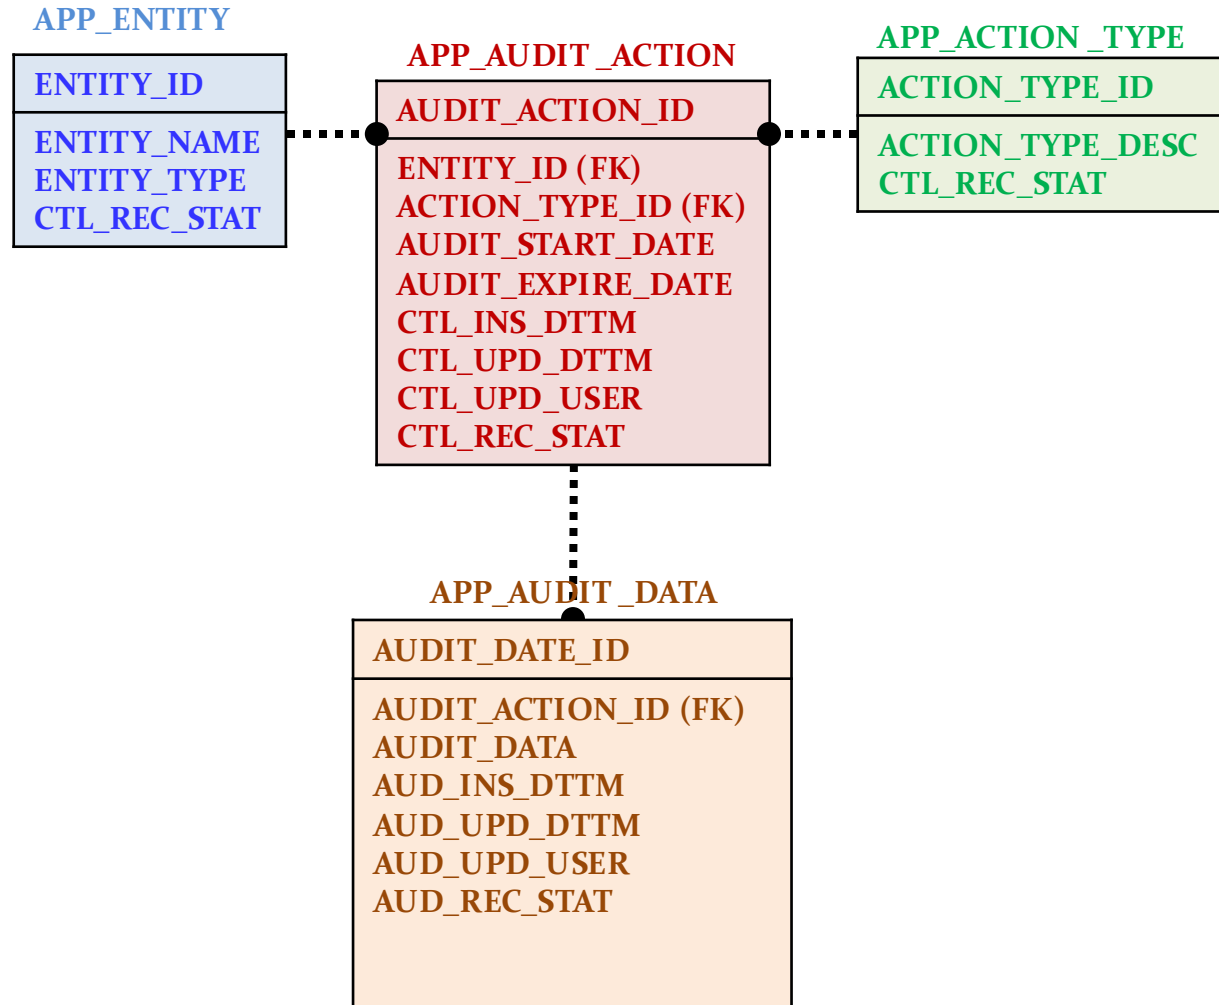 APP_ENTITY
ENTITY_ID
ENTITY_NAME
ENTITY_TYPE
CTL_REC_STAT
APP_AUDIT _ACTION
AUDIT_ACTION_ID
ENTITY_ID (FK)
ACTION_TYPE_ID (FK)
AUDIT_START_DATE
AUDIT_EXPIRE_DATE
CTL_INS_DTTM
CTL_UPD_DTTM
CTL_UPD_USER
CTL_REC_STAT
APP_ACTION _TYPE
ACTION_TYPE_ID
ACTION_TYPE_DESC
CTL_REC_STAT
APP_AUDIT _DATA
AUDIT_DATE_ID
AUDIT_ACTION_ID (FK)
AUDIT_DATA
AUD_INS_DTTM
AUD_UPD_DTTM
AUD_UPD_USER
AUD_REC_STAT